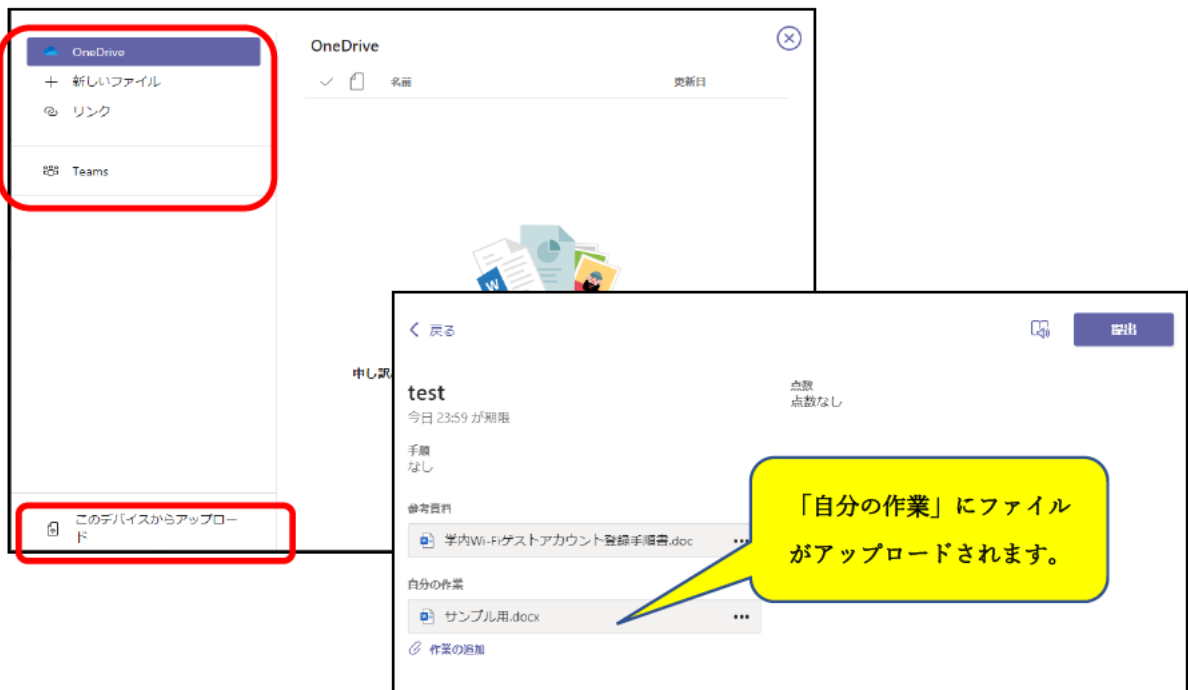 OneDrive
新しいファイル
リンク
Teams
このデバイスからアップロー
ド
OneDrive
名前
更新日
W
申し訳
戻る
提出
test
今日 23:59 が期限
点数
点数なし
手順
なし
参考資料
学内Wi-Fiゲストアカウント登録手順書.doc
自分の作業
サンプル用.docx
作業の追加
「自分の作業」にファイル
がアップロードされます。